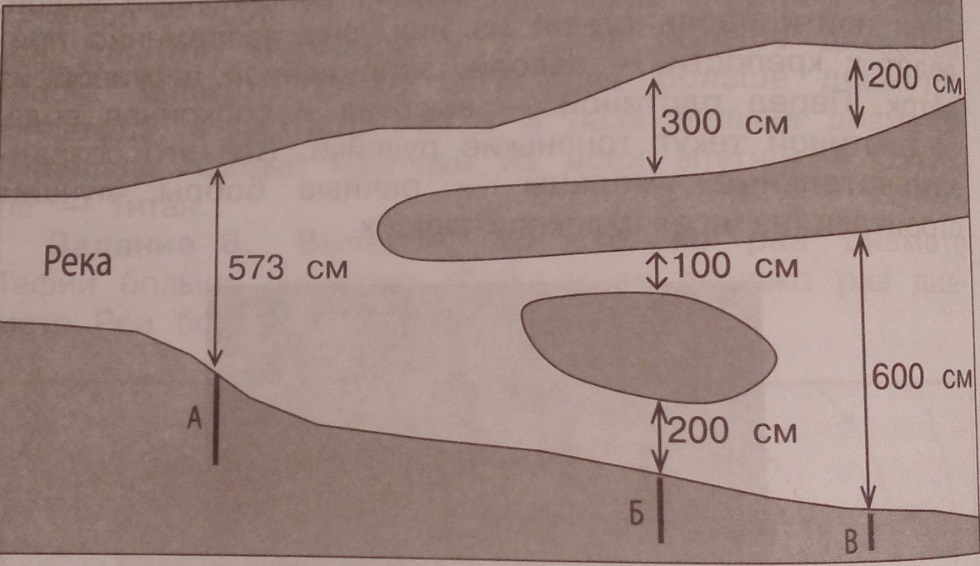 200 см
300 см
Река
573 см
100 см
600 см
А
200 см
Б
В